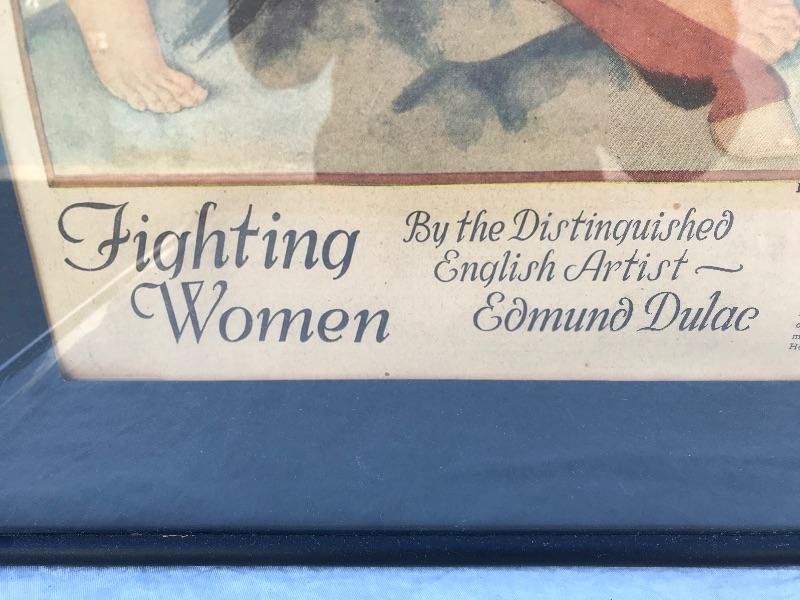 Fighting
Women
By the Distinguished
English Artist ~
Edmund Dulac